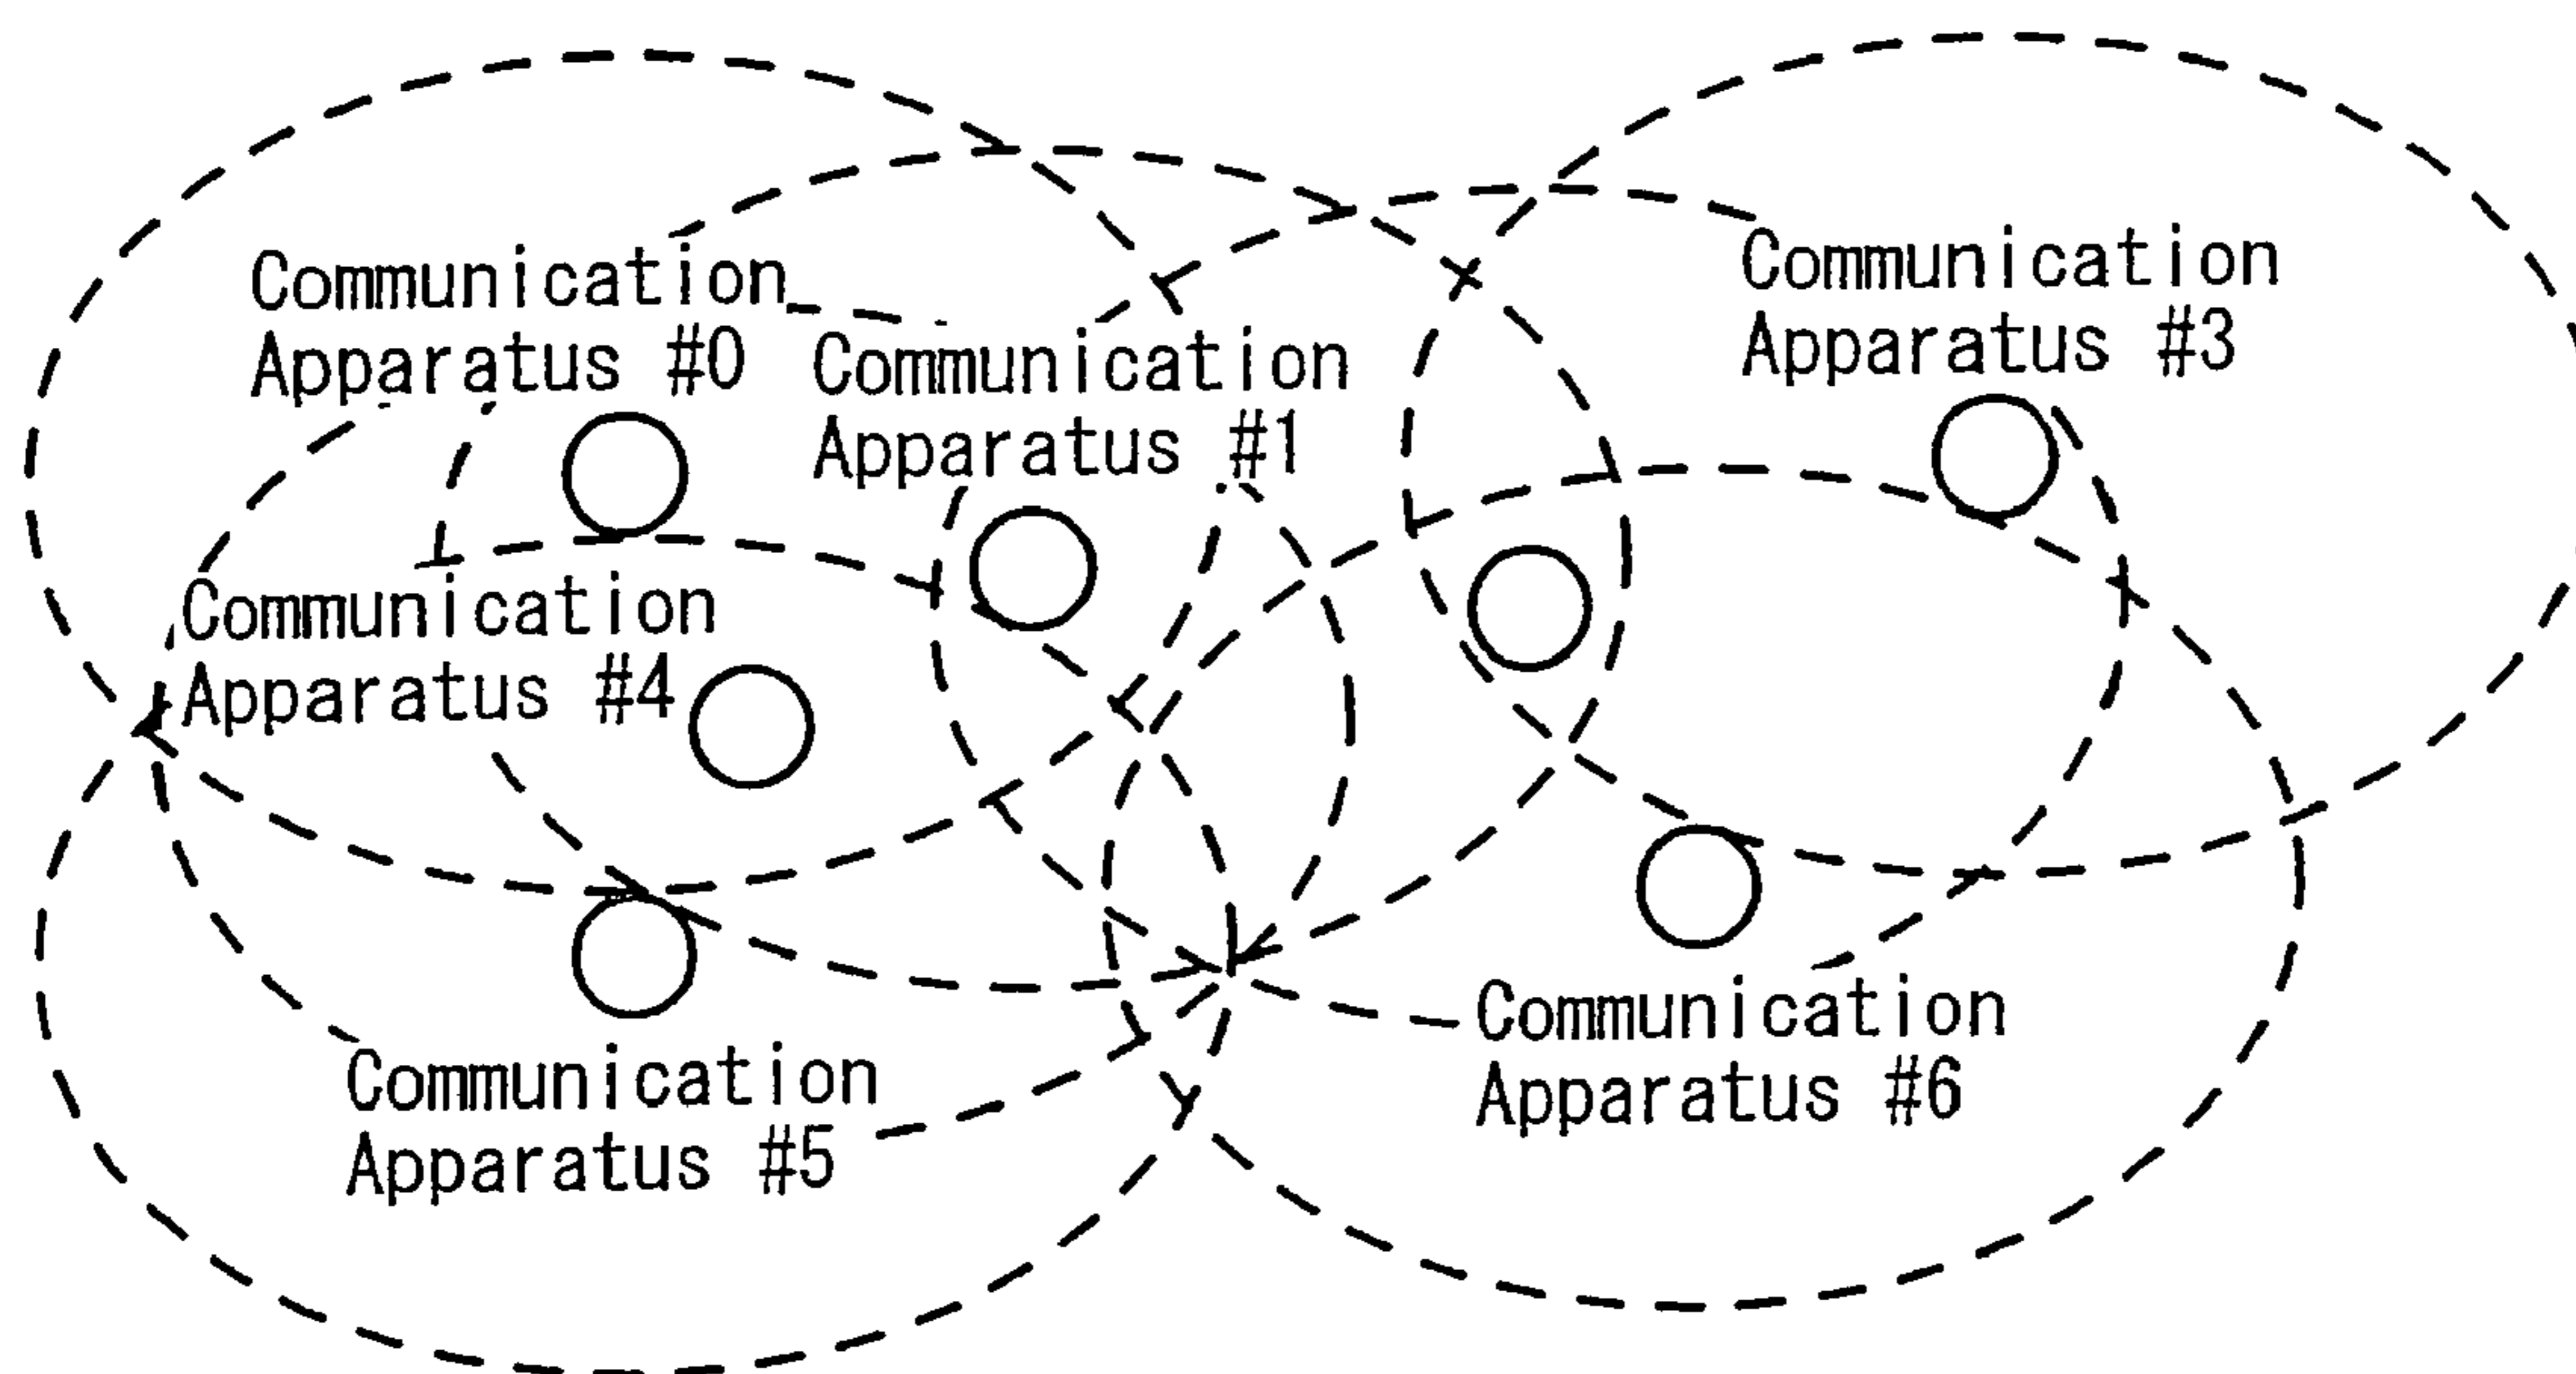 Communication
Apparatus #0
Communication
Apparatus #1
Communication
Apparatus #3
Communication
Apparatus #4
Communication
Apparatus #5
Communication
Apparatus #6